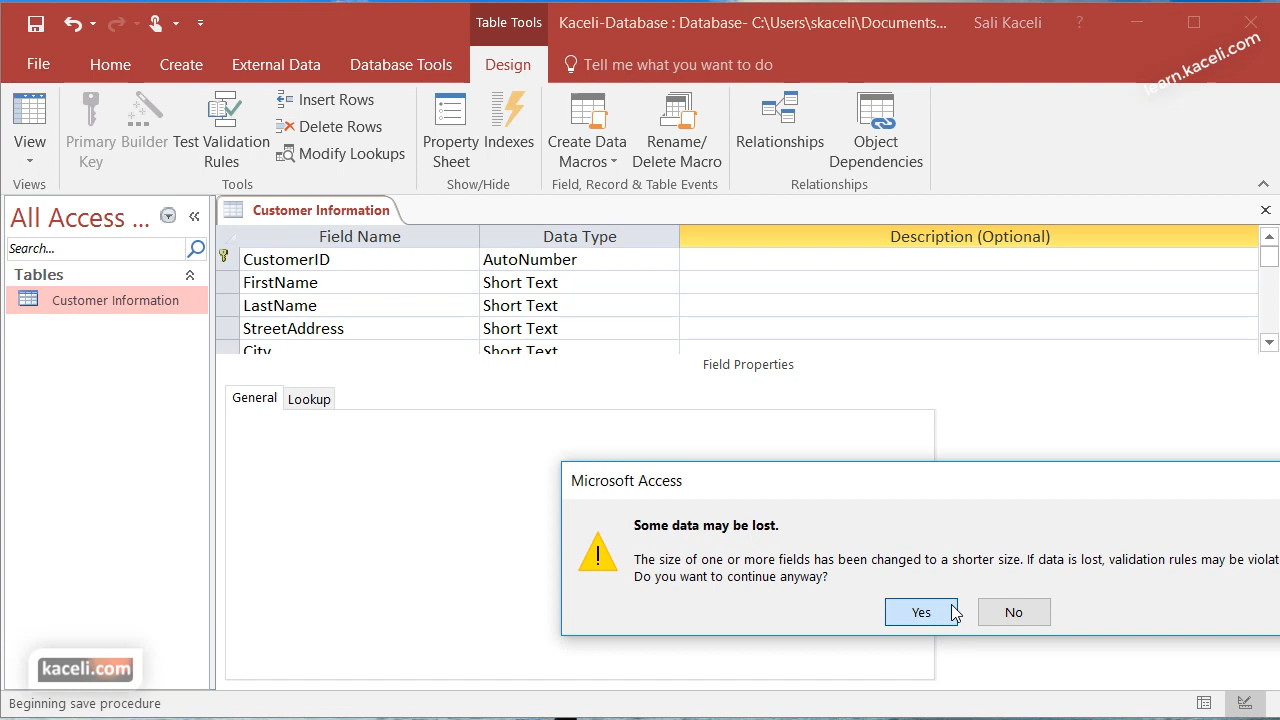 Table Tools
Kaceli-Database : Database- C:\Users\skaceli\Documents...
Sali Kaceli
?
learn.kaceli.com
File
Home
Create
External Data
Database Tools
Design
Tell me what you want to do
View
Primary Key
Builder
Test Validation Rules
Insert Rows
Delete Rows
Modify Lookups
Property Sheet
Indexes
Create Data Macros
Rename/ Delete Macro
Relationships
Object Dependencies
Views
Tools
Show/Hide
Field, Record & Table Events
Relationships
All Access ...
Search...
Tables
Customer Information
Customer Information
Field Name Data Type Description (Optional)
CustomerID AutoNumber
FirstName Short Text
LastName Short Text
StreetAddress Short Text
City Short Text
Field Properties
General
Lookup
Microsoft Access
Some data may be lost.
The size of one or more fields has been changed to a shorter size. If data is lost, validation rules may be violat
Do you want to continue anyway?
Yes
No
kaceli.com
Beginning save procedure